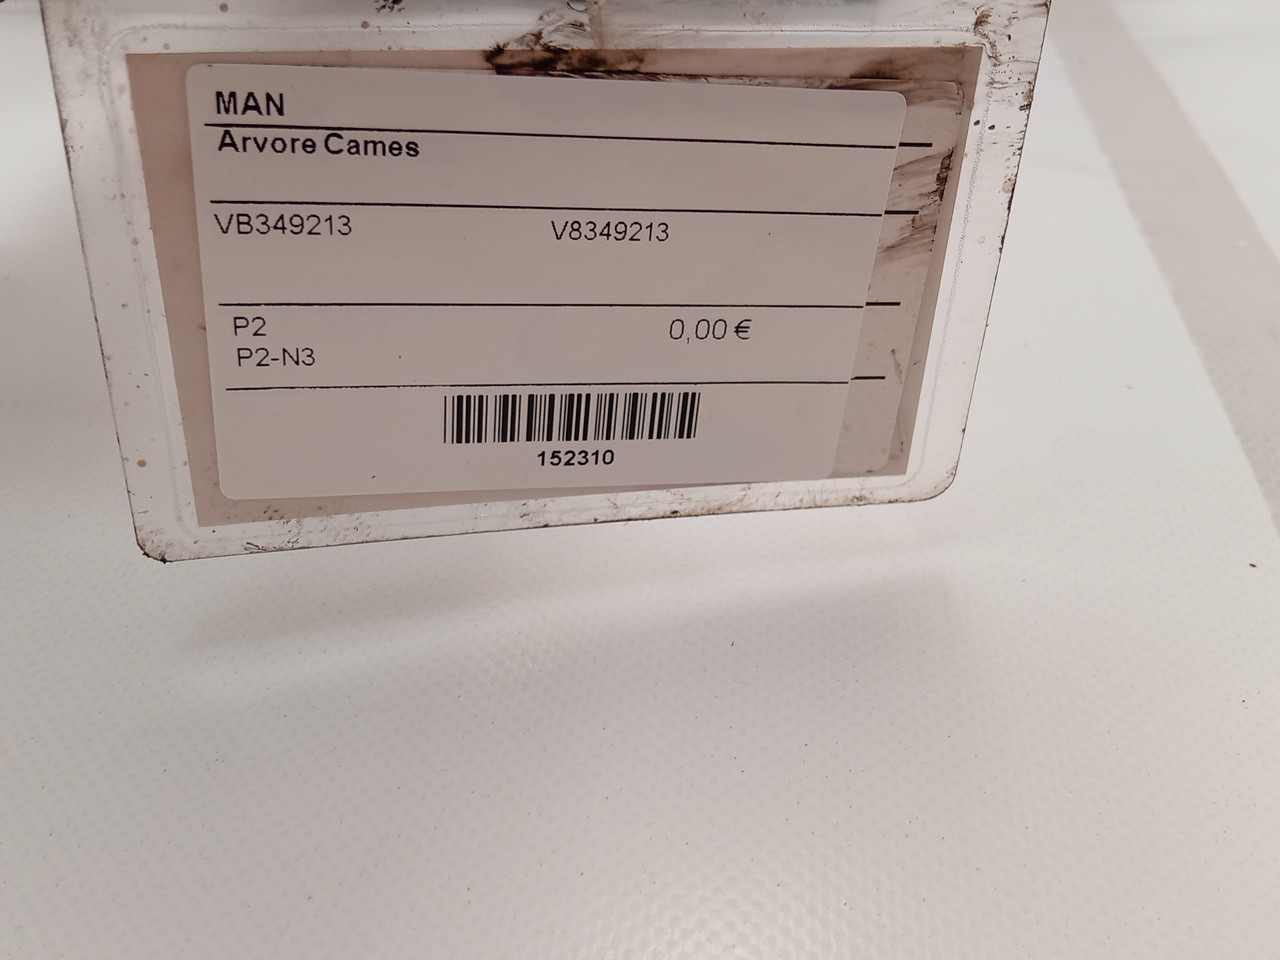 MAN
Arvore Cames
VB349213 V8349213
P2 0,00 €
P2-N3
152310